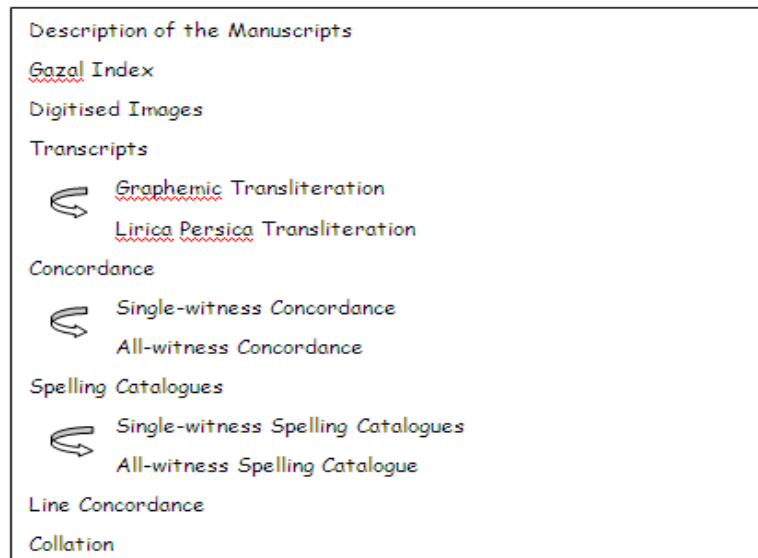 Description of the Manuscripts
Gazal Index
Digitised Images
Transcripts
Graphemic Transliteration
Lirica Persica Transliteration
Concordance
Single-witness Concordance
All-witness Concordance
Spelling Catalogues
Single-witness Spelling Catalogues
All-witness Spelling Catalogue
Line Concordance
Collation